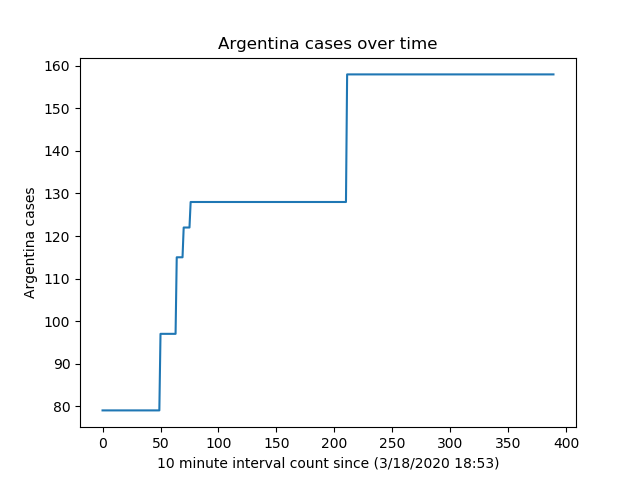 Argentina cases over time
160
150
140
130
120
110
100
90
80
Argentina cases
0 50 100 150 200 250 300 350 400
10 minute interval count since (3/18/2020 18:53)